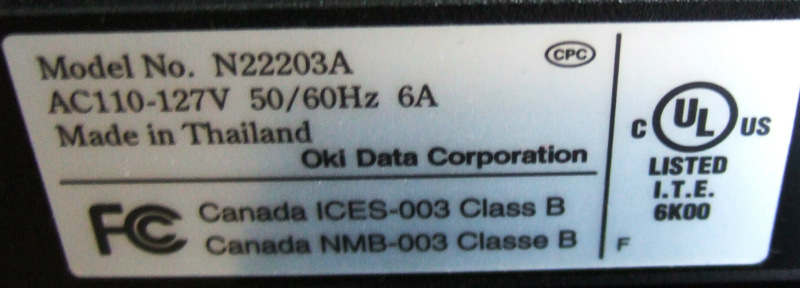 Model No. N22203A
CPC
AC110-127V 50/60Hz 6A
Made in Thailand
Oki Data Corporation
FC
Canada ICES-003 Class B
Canada NMB-003 Classe B
C UL US
LISTED
I.T.E.
6K00
F